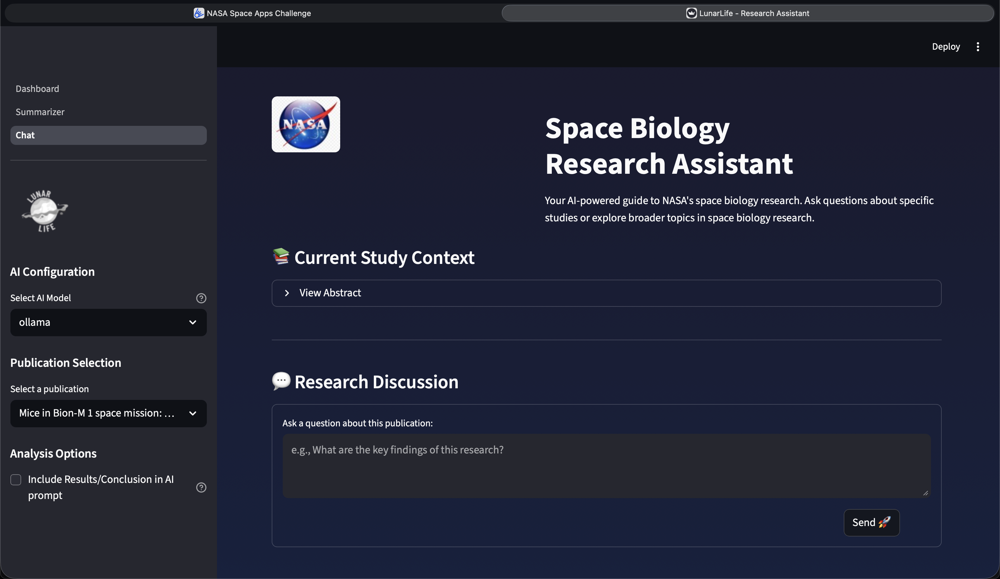 NASA Space Apps Challenge
LunarLife - Research Assistant
Deploy
Dashboard
Summarizer
Chat
LUNAR
LIFE
AI Configuration
Select AI Model
ollama
Publication Selection
Select a publication
Mice in Bion-M 1 space mission: ...
Analysis Options
Include Results/Conclusion in AI
prompt
NASA
Space Biology
Research Assistant
Your AI-powered guide to NASA's space biology research. Ask questions about specific
studies or explore broader topics in space biology research.
📚 Current Study Context
View Abstract
💬 Research Discussion
Ask a question about this publication:
e.g., What are the key findings of this research?
Send 🚀